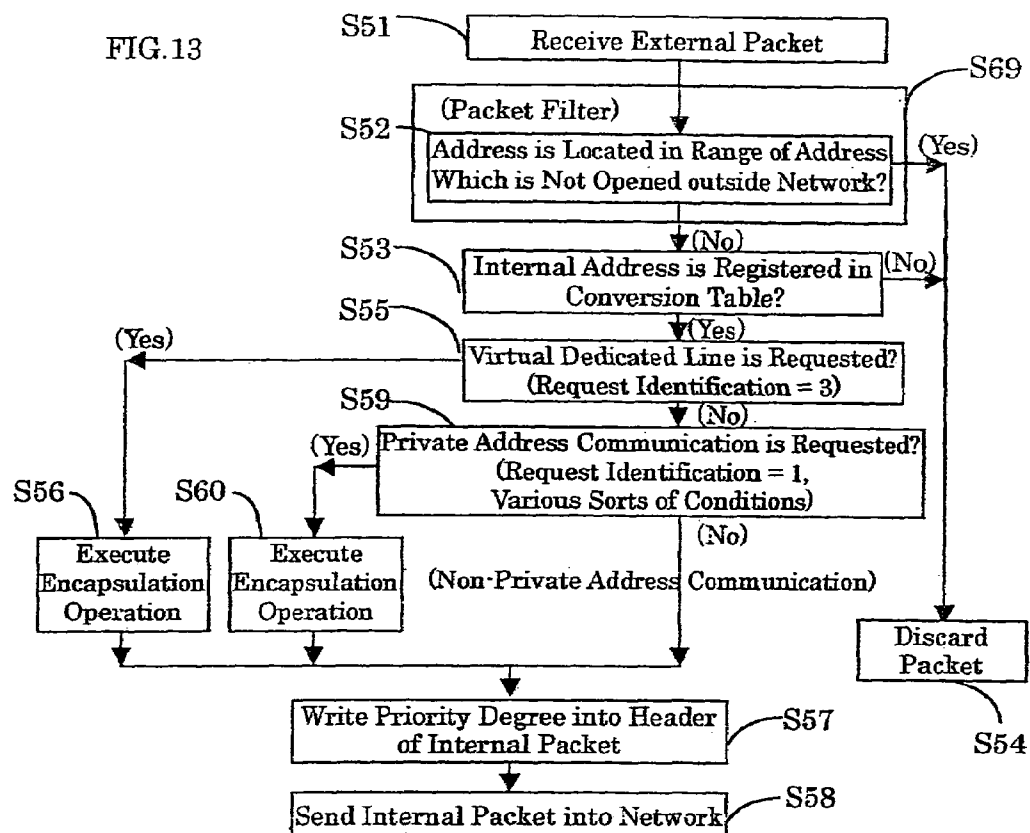 FIG.13
S51
Receive External Packet
S69
(Packet Filter)
S52
Address is Located in Range of Address
Which is Not Opened outside Network?
(Yes)
(No)
S53
Internal Address is Registered in
Conversion Table?
(No)
(Yes)
S55
(Yes)
Virtual Dedicated Line is Requested?
(Request Identification = 3)
(No)
S59
(Yes)
Private Address Communication is Requested?
(Request Identification = 1,
Various Sorts of Conditions)
(No)
S56
S60
Execute
Encapsulation
Operation
Execute
Encapsulation
Operation
(Non-Private Address Communication)
Discard
Packet
S54
Write Priority Degree into Header
of Internal Packet
S57
Send Internal Packet into Network
S58